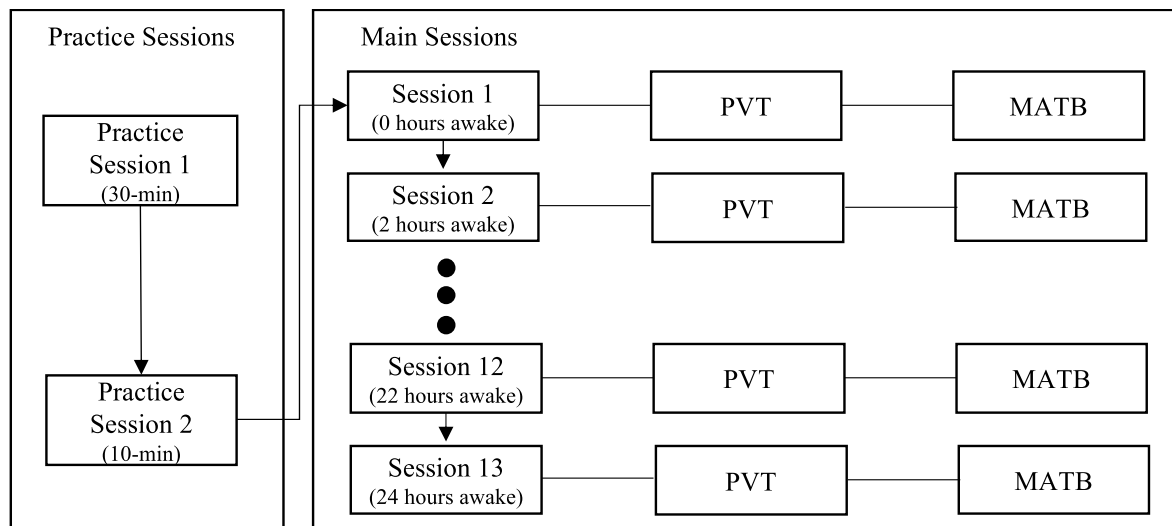 Practice Sessions
Practice
Session 1
(30-min)
Practice
Session 2
(10-min)
Main Sessions
Session 1
(0 hours awake)
PVT
MATB
Session 2
(2 hours awake)
PVT
MATB
Session 12
(22 hours awake)
PVT
MATB
Session 13
(24 hours awake)
PVT
MATB